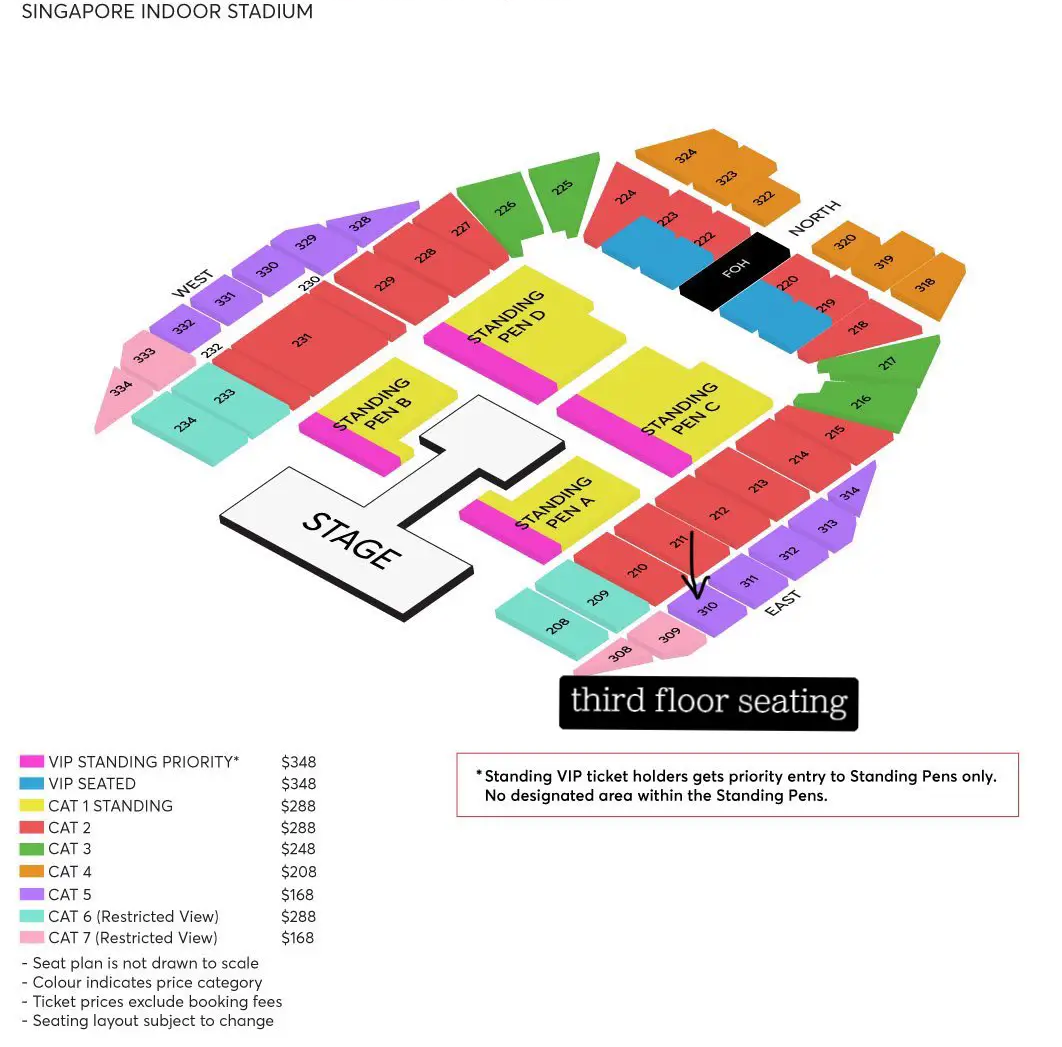 SINGAPORE INDOOR STADIUM
324
323
322
NORTH
225
226
224
223
222
320
319
318
328
227
329
228
FOH
220
330
WEST
230
229
219
331
218
332
STANDING
PEN D
231
217
333
232
334
233
216
STANDING
PEN B
STANDING
PEN C
234
215
214
213
314
STANDING
PEN A
212
313
STAGE
211
312
210
311
209
310
EAST
208
309
308
third floor seating
VIP STANDING PRIORITY* $348
VIP SEATED $348
CAT 1 STANDING $288
CAT 2 $288
CAT 3 $248
CAT 4 $208
CAT 5 $168
CAT 6 (Restricted View) $288
CAT 7 (Restricted View) $168
- Seat plan is not drawn to scale
- Colour indicates price category
- Ticket prices exclude booking fees
- Seating layout subject to change
*Standing VIP ticket holders gets priority entry to Standing Pens only.
No designated area within the Standing Pens.